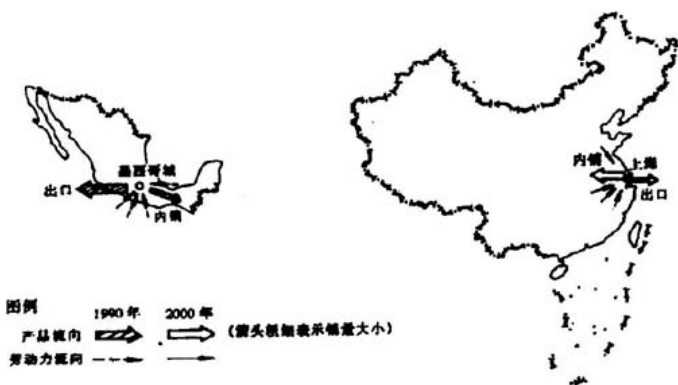 墨西哥城
出口
内销
内销
上海
出口
图例
1990 年
2000 年
产品流向
(箭头粗细表示销量大小)
劳动力流向